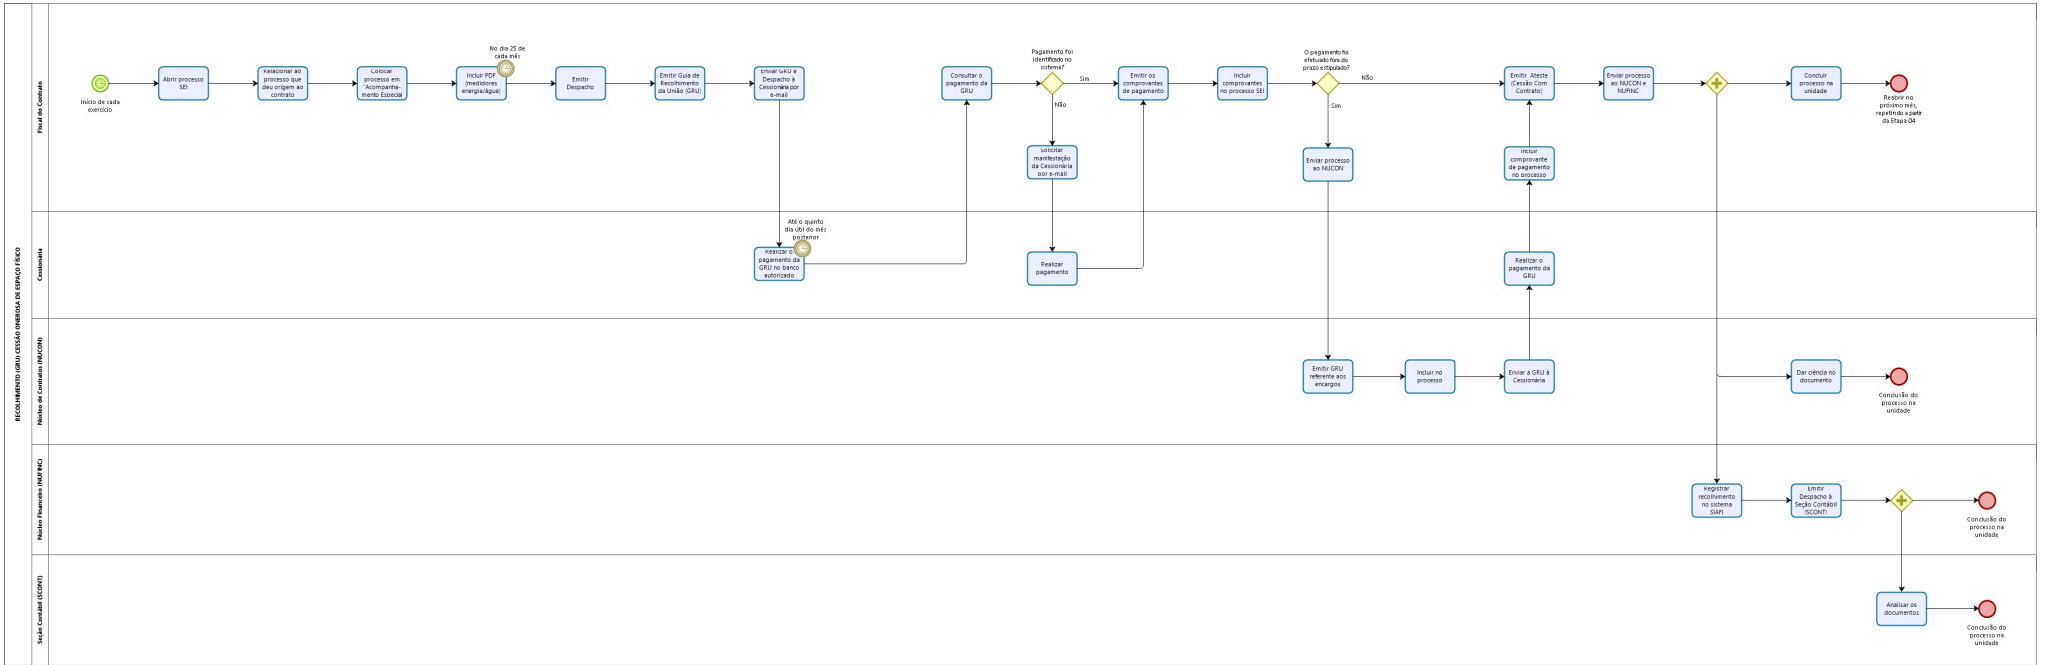 RECOLHIMENTO (GRU) CESSÃO ONEROSA DE ESPAÇO FÍSICO
Fiscal do Contrato
Início de cada
exercício
Abrir processo
SEI
Relacionar ao
processo que
deu origem ao
contrato
Colocar
processo em
"Acompanha-
mento Especial
No dia 25 de
cada mês
Incluir PDF
(medidores
energia/água)
Emitir
Despacho
Emitir Guia de
Recolhimento
da União (GRU)
Enviar GRU e
Despacho à
Cessionária por
e-mail
Consultar o
pagamento da
GRU
Pagamento foi
identificado no
sistema?
Sim
Não
Solicitar
manifestação
da Cessionária
por e-mail
Emitir os
comprovantes
de pagamento
Incluir
comprovantes
no processo SEI
O pagamento foi
efetuado fora do
prazo estipulado?
Não
Sim
Enviar processo
ao NUCON
Emitir Ateste
(Cessão Com
Contrato)
Incluir
comprovante
de pagamento
no processo
Enviar processo
ao NUCON e
NUFINC
Concluir
processo na
unidade
Reabrir no
próximo mês,
repetindo a partir
da Etapa 04
Cessionária
Até o quinto
dia útil do mês
posterior
Realizar o
pagamento da
GRU no banco
autorizado
Realizar
pagamento
Realizar o
pagamento da
GRU
Núcleo de Contratos (NUCON)
Emitir GRU
referente aos
encargos
Incluir no
processo
Enviar a GRU à
Cessionária
Dar ciência no
documento
Conclusão do
processo na
unidade
Núcleo Financeiro (NUFINC)
Registrar
recolhimento
no sistema
SIAFI
Emitir
Despacho à
Seção Contábil
(SCONT)
Conclusão do
processo na
unidade
Seção Contábil (SCONT)
Analisar os
documentos
Conclusão do
processo na
unidade